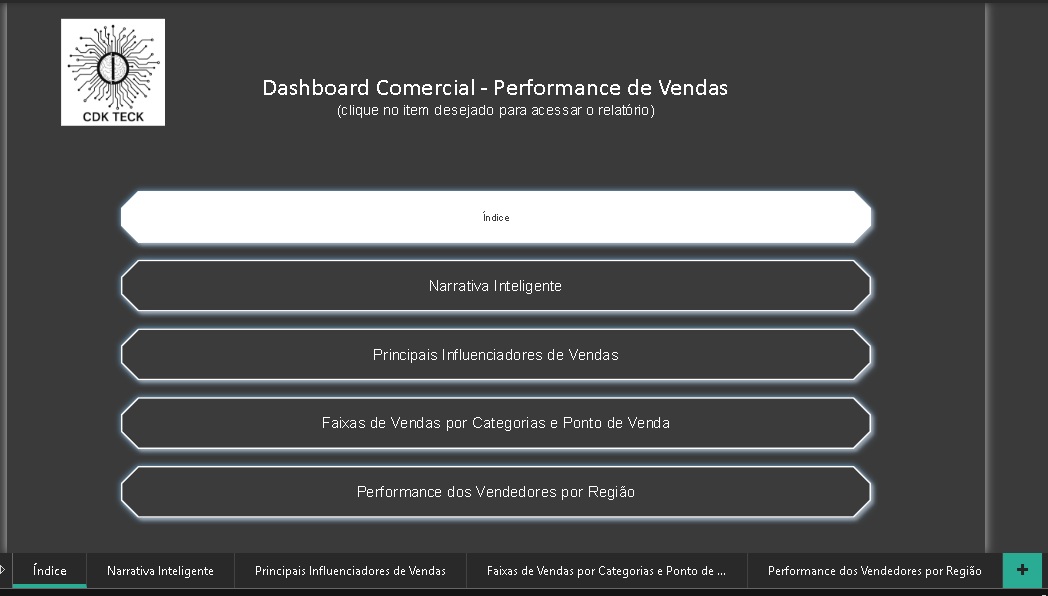 CDK TECK
Dashboard Comercial - Performance de Vendas
(clique no item desejado para acessar o relatório)
Índice
Narrativa Inteligente
Principais Influenciadores de Vendas
Faixas de Vendas por Categorias e Ponto de Venda
Performance dos Vendedores por Região
Índice
Narrativa Inteligente
Principais Influenciadores de Vendas
Faixas de Vendas por Categorias e Ponto de ...
Performance dos Vendedores por Região
+